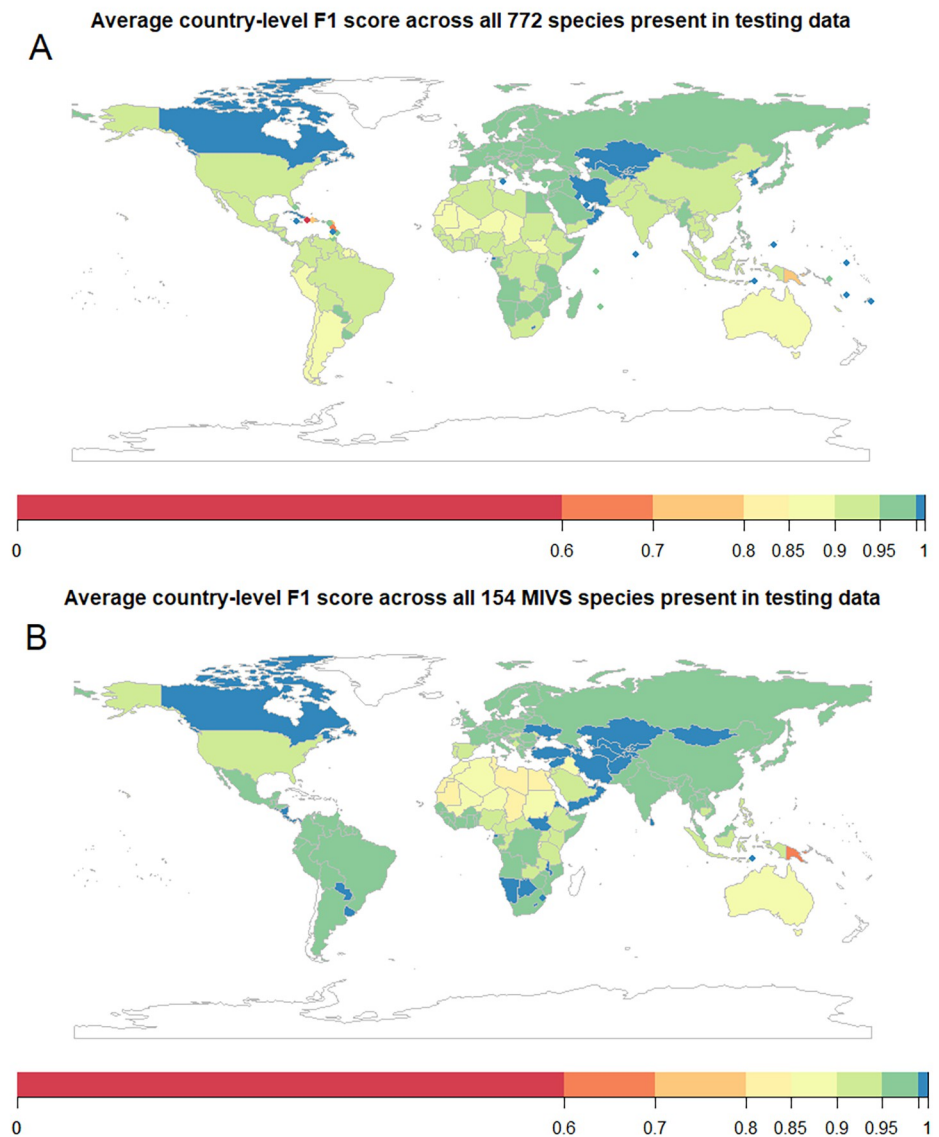 Average country-level F1 score across all 772 species present in testing data
A
0 0.6 0.7 0.8 0.85 0.9 0.95 1
Average country-level F1 score across all 154 MIVS species present in testing data
B
0 0.6 0.7 0.8 0.85 0.9 0.95 1